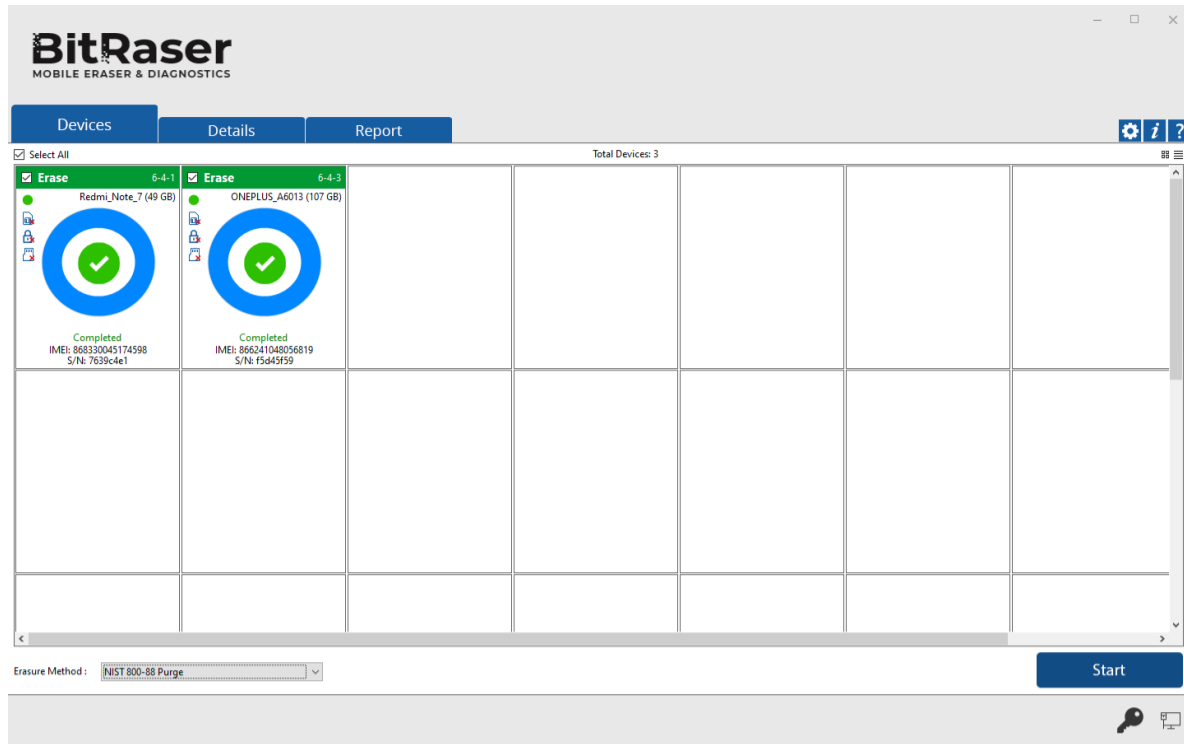 BitRaser
MOBILE ERASER & DIAGNOSTICS
Devices
Details
Report
i
?
Select All
Total Devices: 3
Erase 6-4-1
Redmi_Note_7 (49 GB)
Completed
IMEI: 868330045174598
S/N: 7639c4e1
Erase 6-4-3
ONEPLUS_A6013 (107 GB)
Completed
IMEI: 866241048056819
S/N: f5d45f59
Erasure Method :
NIST 800-88 Purge
Start